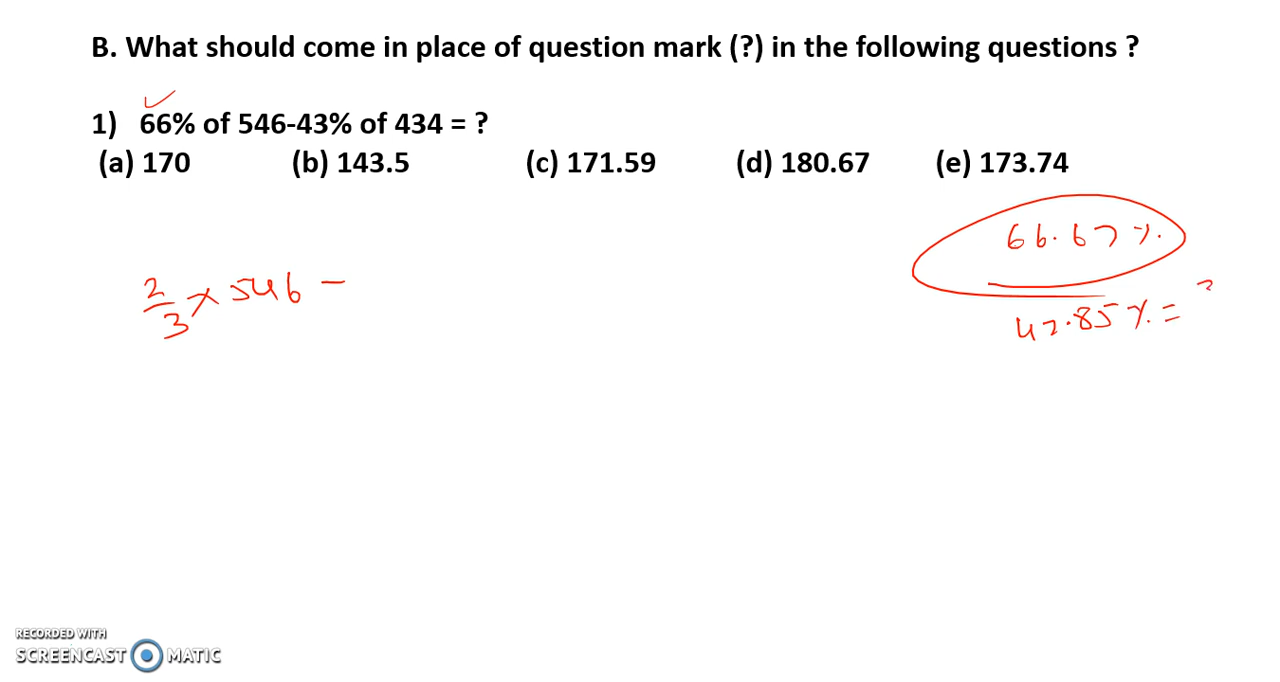 B. What should come in place of question mark (?) in the following questions ?
1) 66% of 546-43% of 434 = ?
(a) 170 (b) 143.5 (c) 171.59 (d) 180.67 (e) 173.74
66.67%.
2/3 × 546 -
42.85%. = ?
RECORDED WITH
SCREENCAST MATIC